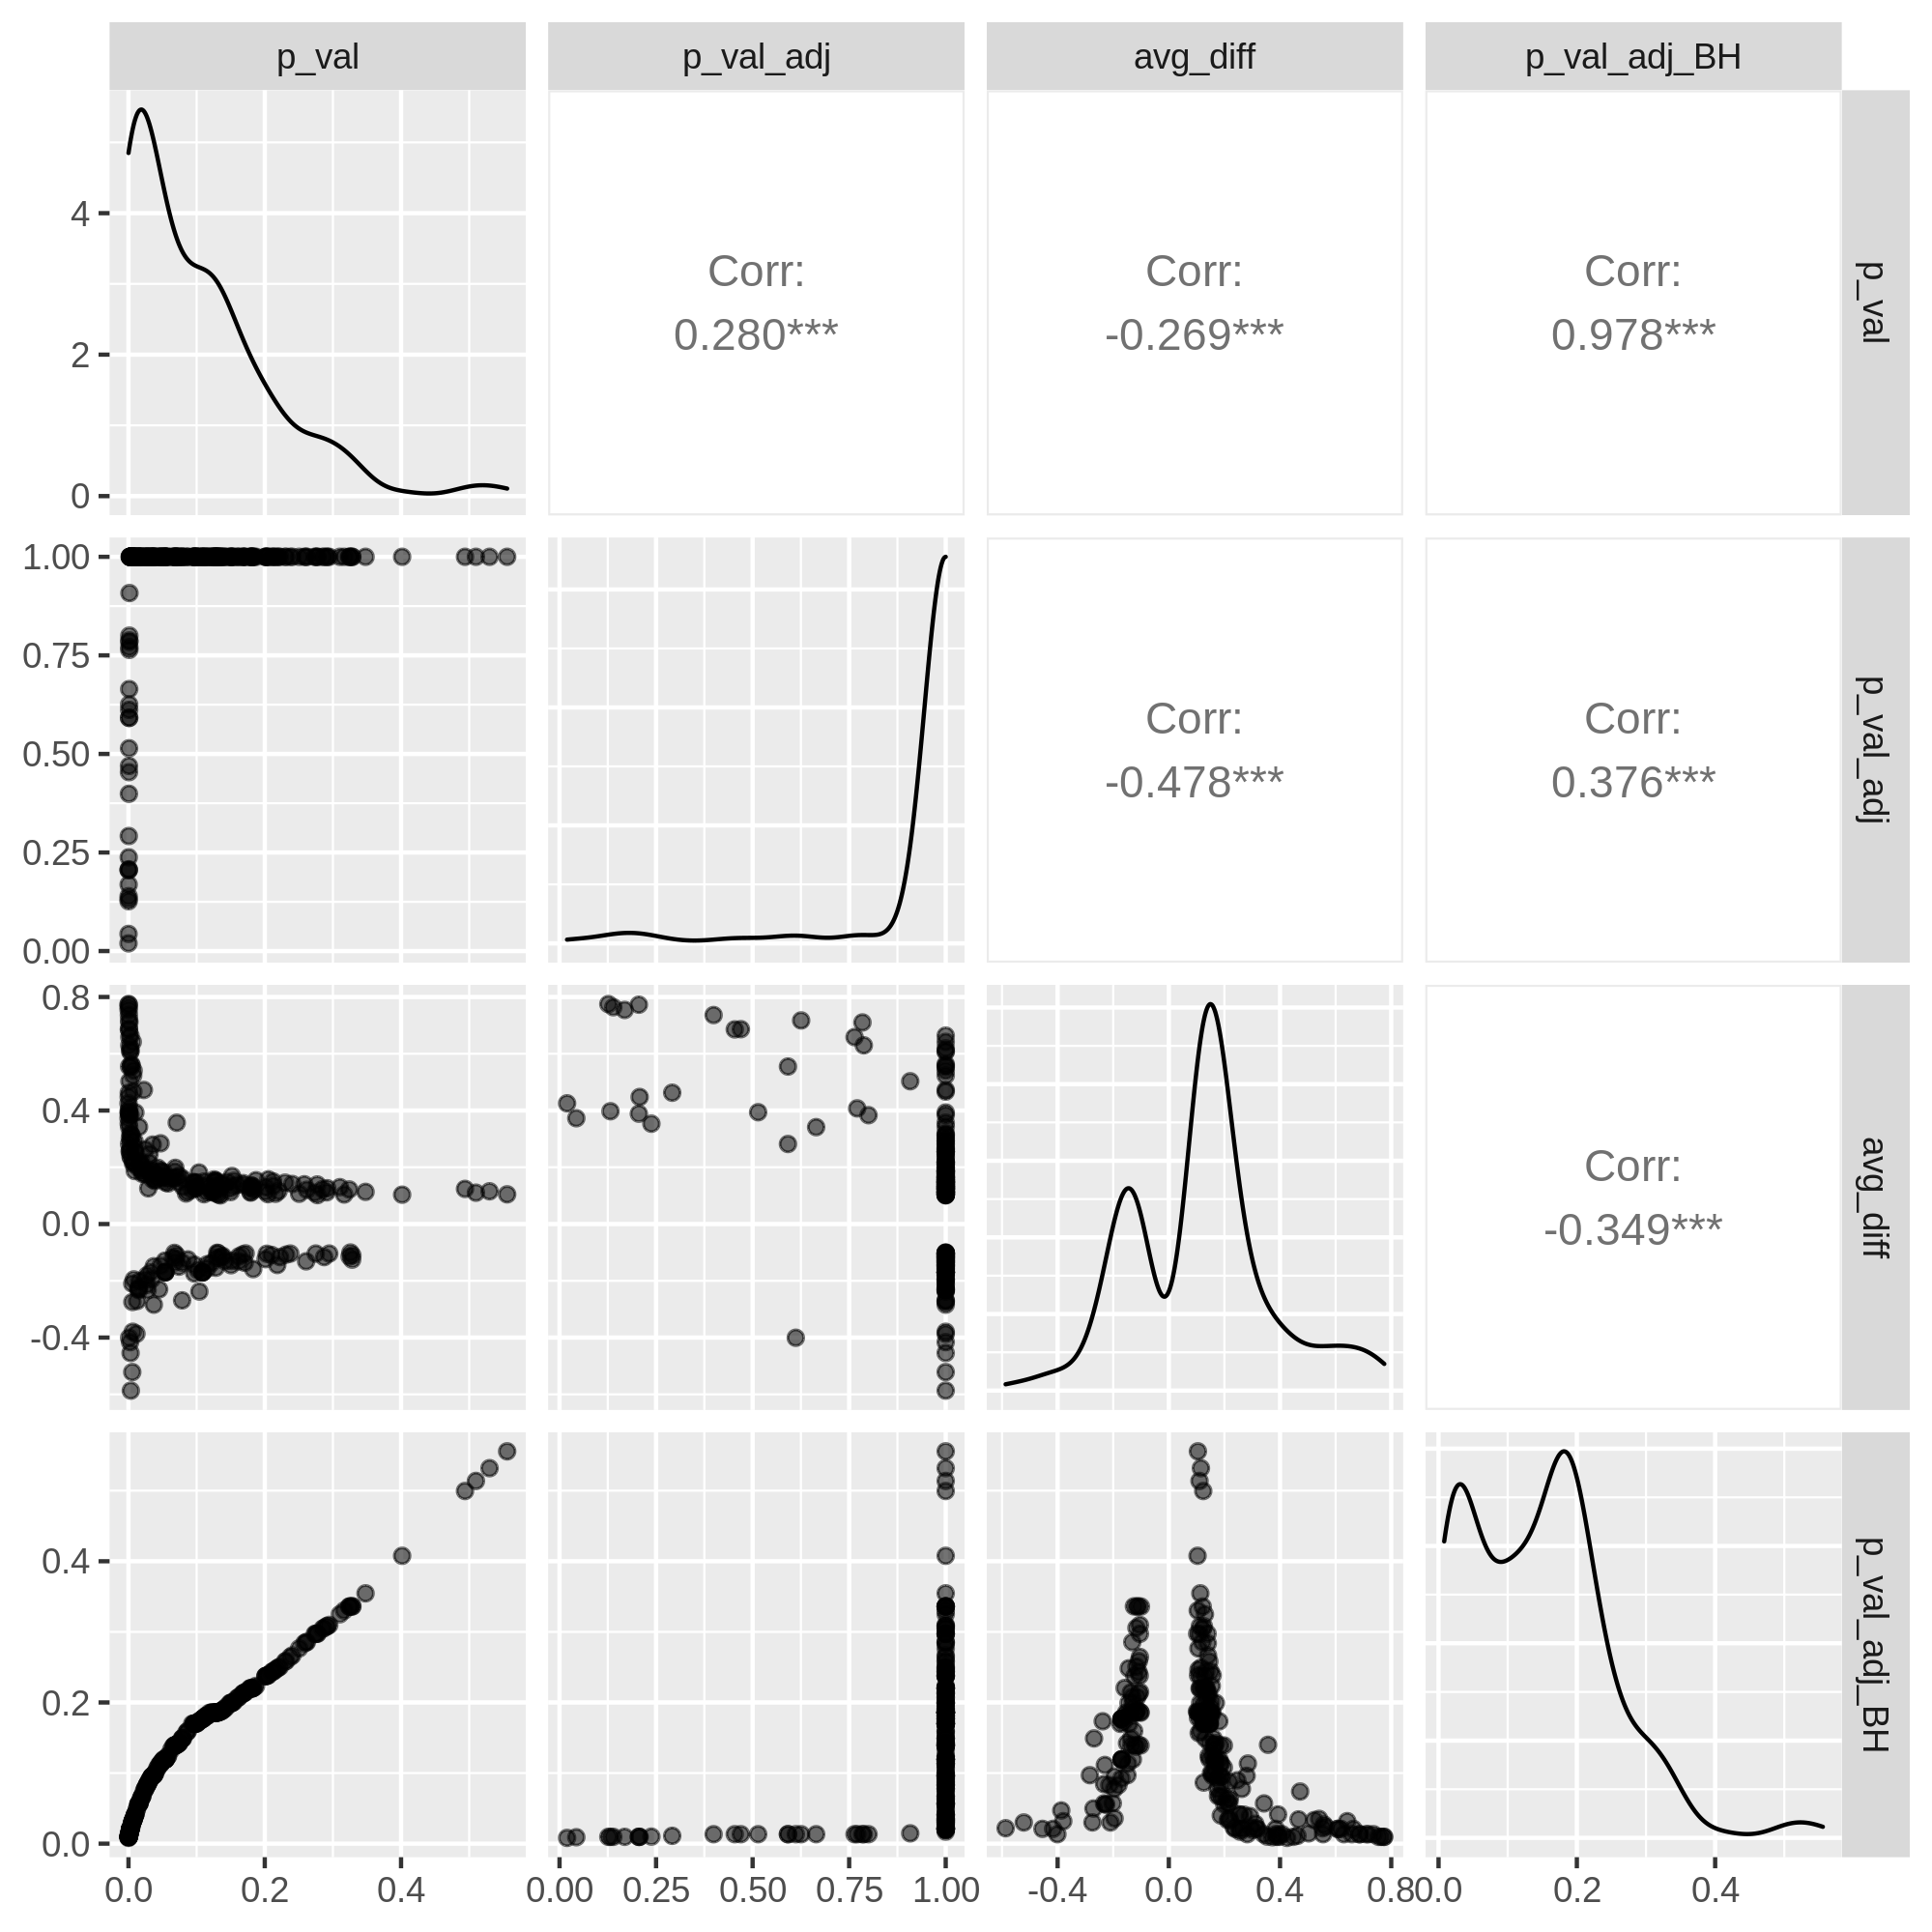 p_val
p_val_adj
avg_diff
p_val_adj_BH
4
2
0
Corr:
0.280***
Corr:
-0.269***
Corr:
0.978***
p_val
1.00
0.75
0.50
0.25
0.00
Corr:
-0.478***
Corr:
0.376***
p_val_adj
0.8
0.4
0.0
-0.4
Corr:
-0.349***
avg_diff
0.4
0.2
0.0
p_val_adj_BH
0.0
0.2
0.4
0.00
0.25
0.50
0.75
1.00
-0.4
0.0
0.4
0.8
0.0
0.2
0.4